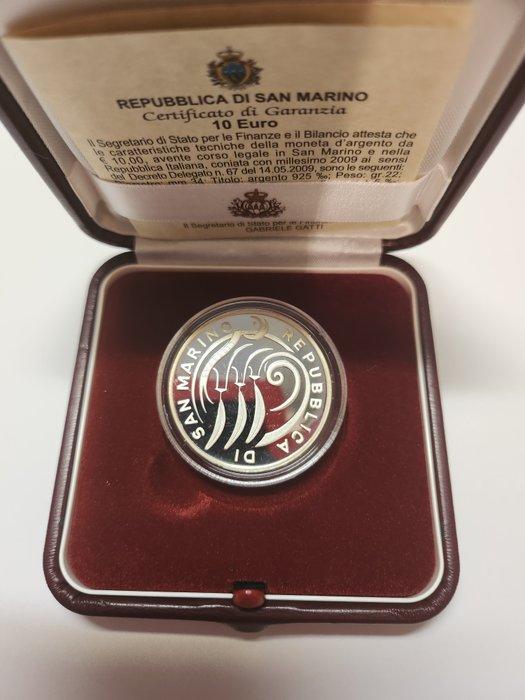 REPUBBLICA DI SAN MARINO
Certificato di Garanzia
10 Euro
Il Segretario di Stato per le Finanze e il Bilancio attesta che
le caratteristiche tecniche della moneta d'argento da
€ 10,00, avente corso legale in San Marino e nella
Repubblica Italiana, coniata con millesimo 2009 ai sensi
del Decreto Delegato n. 67 del 14.05.2009, sono le seguenti:
mm 34; Titolo: argento 925 ‰; Peso: gr.22;
Il Segretario di Stato per le
GABRIELE GATTI
REPUBBLICA
DI SAN MARINO